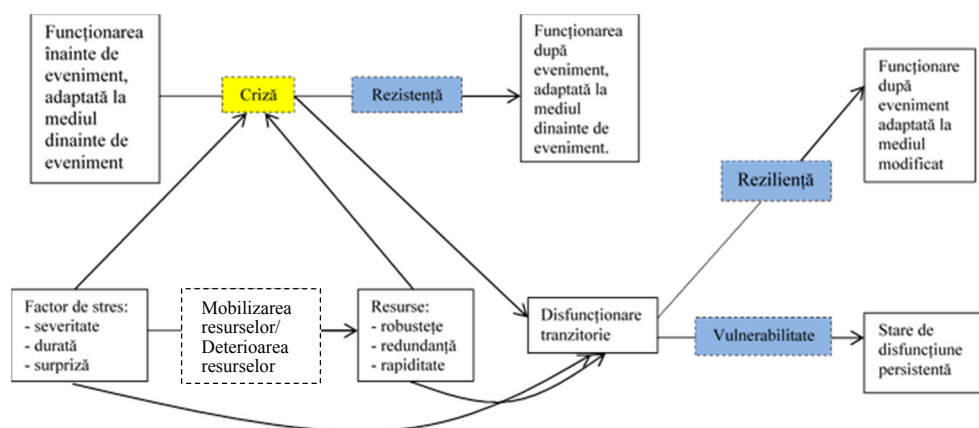 Funcționarea
înainte de
eveniment,
adaptată la
mediul
dinainte de
eveniment
Criză
Rezistență
Funcționarea
după
eveniment,
adaptată la
mediul
dinainte de
eveniment.
Funcționare
după
eveniment
adaptată la
mediul
modificat
Reziliență
Factor de stres:
- severitate
- durată
- surpriză
Mobilizarea
resurselor/
Deterioarea
resurselor
Resurse:
- robustețe
- redundanță
- rapiditate
Disfuncționare
tranzitorie
Vulnerabilitate
Stare de
disfuncțiune
persistentă